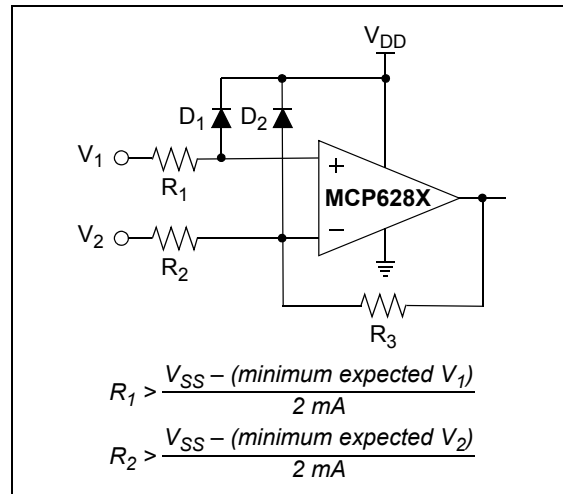 V_DD
D_1 D_2
V_1
R_1
+
MCP628X
V_2
R_2
–
R_3
R_1 > V_SS – (minimum expected V_1) / 2 mA
R_2 > V_SS – (minimum expected V_2) / 2 mA